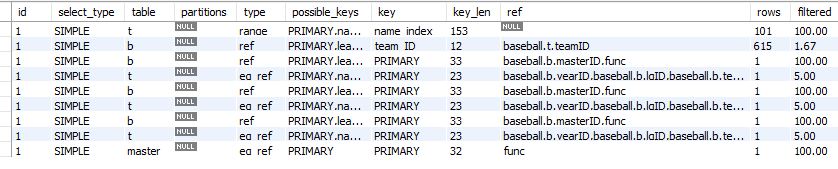 id select_type table partitions type possible_keys key key_len ref rows filtered
1 SIMPLE t NULL range PRIMARY,na... name_index 153 NULL 101 100.00
1 SIMPLE b NULL ref PRIMARY,lea... team_ID 12 baseball.t.teamID 615 1.67
1 SIMPLE b NULL ref PRIMARY,lea... PRIMARY 33 baseball.b.masterID,func 1 100.00
1 SIMPLE t NULL eq_ref PRIMARY,na... PRIMARY 23 baseball.b.yearID,baseball.b.lgID,baseball.b.te... 1 5.00
1 SIMPLE b NULL ref PRIMARY,lea... PRIMARY 33 baseball.b.masterID,func 1 100.00
1 SIMPLE t NULL eq_ref PRIMARY,na... PRIMARY 23 baseball.b.yearID,baseball.b.lgID,baseball.b.te... 1 5.00
1 SIMPLE b NULL ref PRIMARY,lea... PRIMARY 33 baseball.b.masterID,func 1 100.00
1 SIMPLE t NULL eq_ref PRIMARY,na... PRIMARY 23 baseball.b.yearID,baseball.b.lgID,baseball.b.te... 1 5.00
1 SIMPLE master NULL eq_ref PRIMARY PRIMARY 32 func 1 100.00